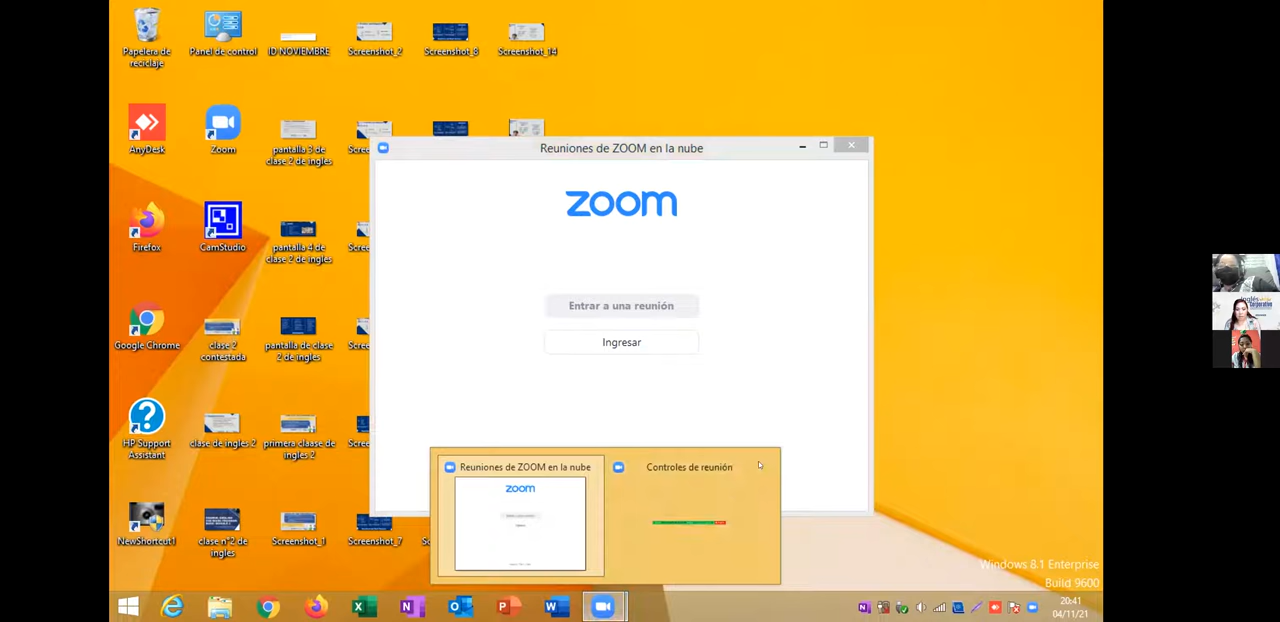 Papelera de
reciclaje
Panel de control
ID NOVIEMBRE
Screenshot_2
Screenshot_8
Screenshot_14
AnyDesk
Zoom
pantalla 3 de
clase 2 de ingles
Firefox
CamStudio
pantalla 4 de
clase 2 de ingles
Google Chrome
clase 2
contestada
pantalla de clase
2 de ingles
HP Support
Assistant
clase de ingles 2
primera claase de
ingles 2
NewShortcut1
clase n°2 de
ingles
Screenshot_1
Screenshot_7
Reuniones de ZOOM en la nube
zoom
Entrar a una reunión
Ingresar
Reuniones de ZOOM en la nube
Controles de reunión
zoom
Windows 8.1 Enterprise
Build 9600
20:41
04/11/21
Inglés
Corporativo